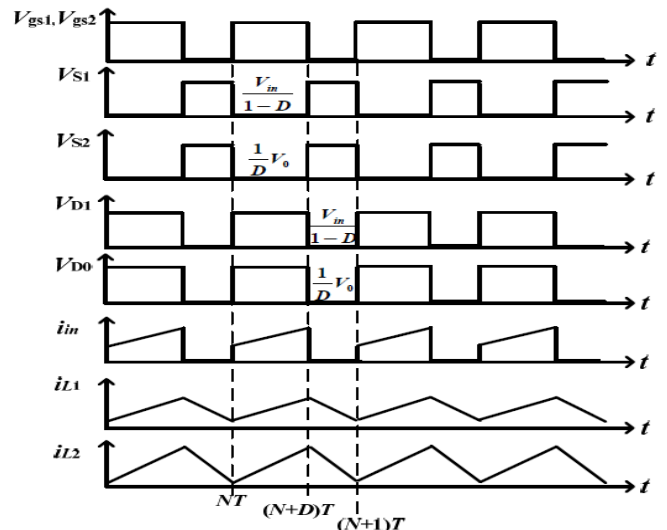 Vgs1,Vgs2
t
VS1
Vin
1−D
t
VS2
1/D V0
t
VD1
Vin
1−D
t
VD0
1/D V0
t
iin
t
iL1
t
iL2
t
NT
(N+D)T
(N+1)T